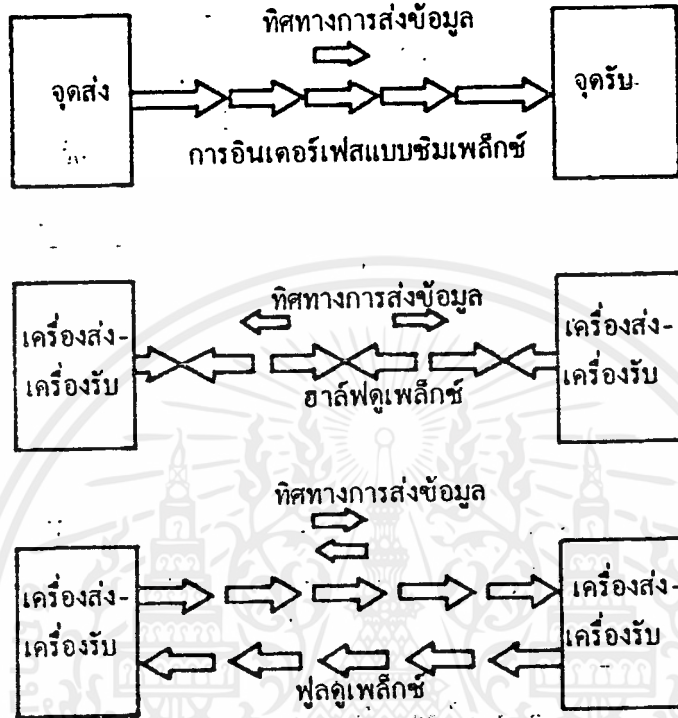 ทิศทางการส่งข้อมูล
จุดส่ง
จุดรับ
การอินเตอร์เฟสแบบซิมเพล็กซ์
ทิศทางการส่งข้อมูล
เครื่องส่ง-
เครื่องรับ
เครื่องส่ง-
เครื่องรับ
ฮาล์ฟดูเพล็กซ์
ทิศทางการส่งข้อมูล
เครื่องส่ง-
เครื่องรับ
เครื่องส่ง-
เครื่องรับ
ฟูลดูเพล็กซ์